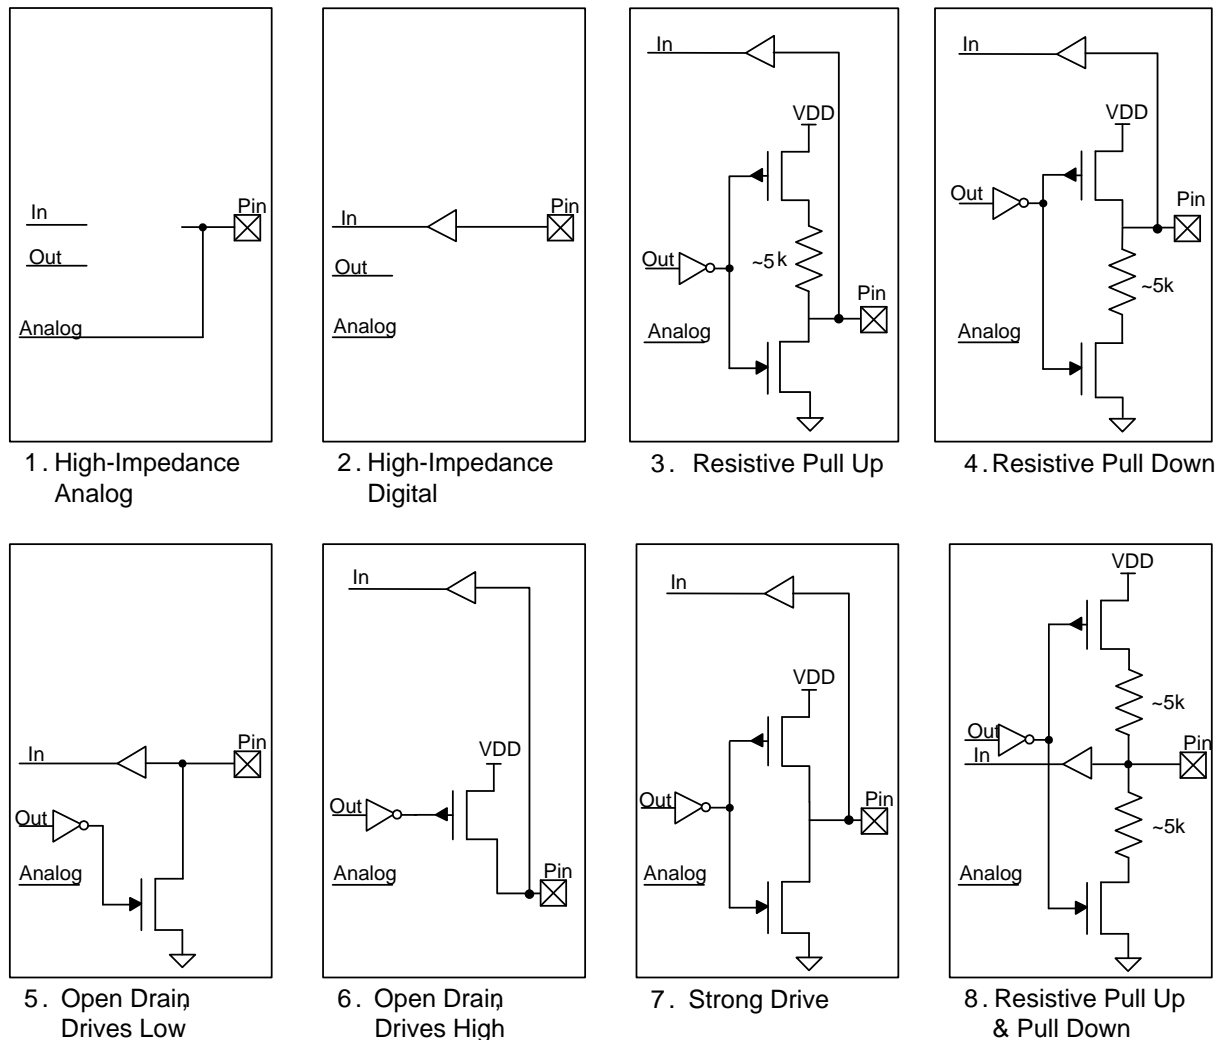 In
Out
Analog
Pin
1. High-Impedance
Analog
In
Out
Analog
Pin
2. High-Impedance
Digital
In
VDD
Out
~5k
Pin
Analog
3. Resistive Pull Up
In
VDD
Out
Pin
~5k
Analog
4. Resistive Pull Down
Pin
In
Out
Analog
5. Open Drain,
Drives Low
In
VDD
Out
Analog
Pin
6. Open Drain,
Drives High
In
VDD
Out
Pin
Analog
7. Strong Drive
VDD
~5k
Out
In
Pin
~5k
Analog
8. Resistive Pull Up
& Pull Down